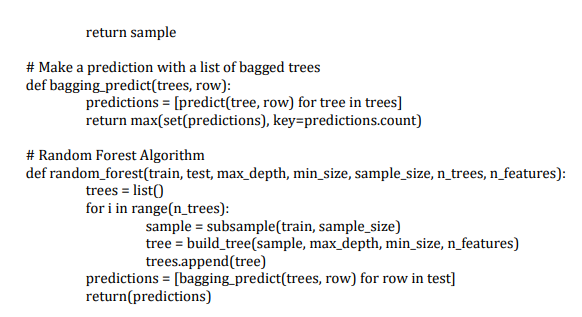 return sample
# Make a prediction with a list of bagged trees
def bagging_predict(trees, row):
predictions = [predict(tree, row) for tree in trees]
return max(set(predictions), key=predictions.count)
# Random Forest Algorithm
def random_forest(train, test, max_depth, min_size, sample_size, n_trees, n_features):
trees = list()
for i in range(n_trees):
sample = subsample(train, sample_size)
tree = build_tree(sample, max_depth, min_size, n_features)
trees.append(tree)
predictions = [bagging_predict(trees, row) for row in test]
return(predictions)